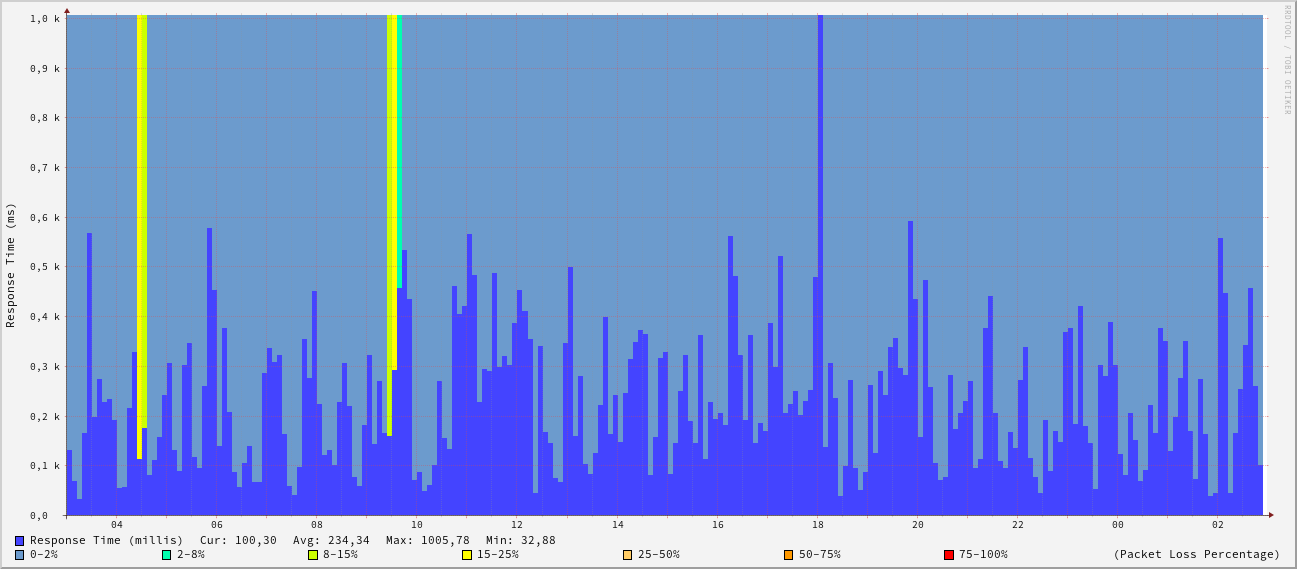 RRDTOOL / TOBI OETIKER
Response Time (ms)
1,0 k
0,9 k
0,8 k
0,7 k
0,6 k
0,5 k
0,4 k
0,3 k
0,2 k
0,1 k
0,0
04 06 08 10 12 14 16 18 20 22 00 02
Response Time (millis) Cur: 100,30 Avg: 234,34 Max: 1005,78 Min: 32,88
0-2% 2-8% 8-15% 15-25% 25-50% 50-75% 75-100% (Packet Loss Percentage)